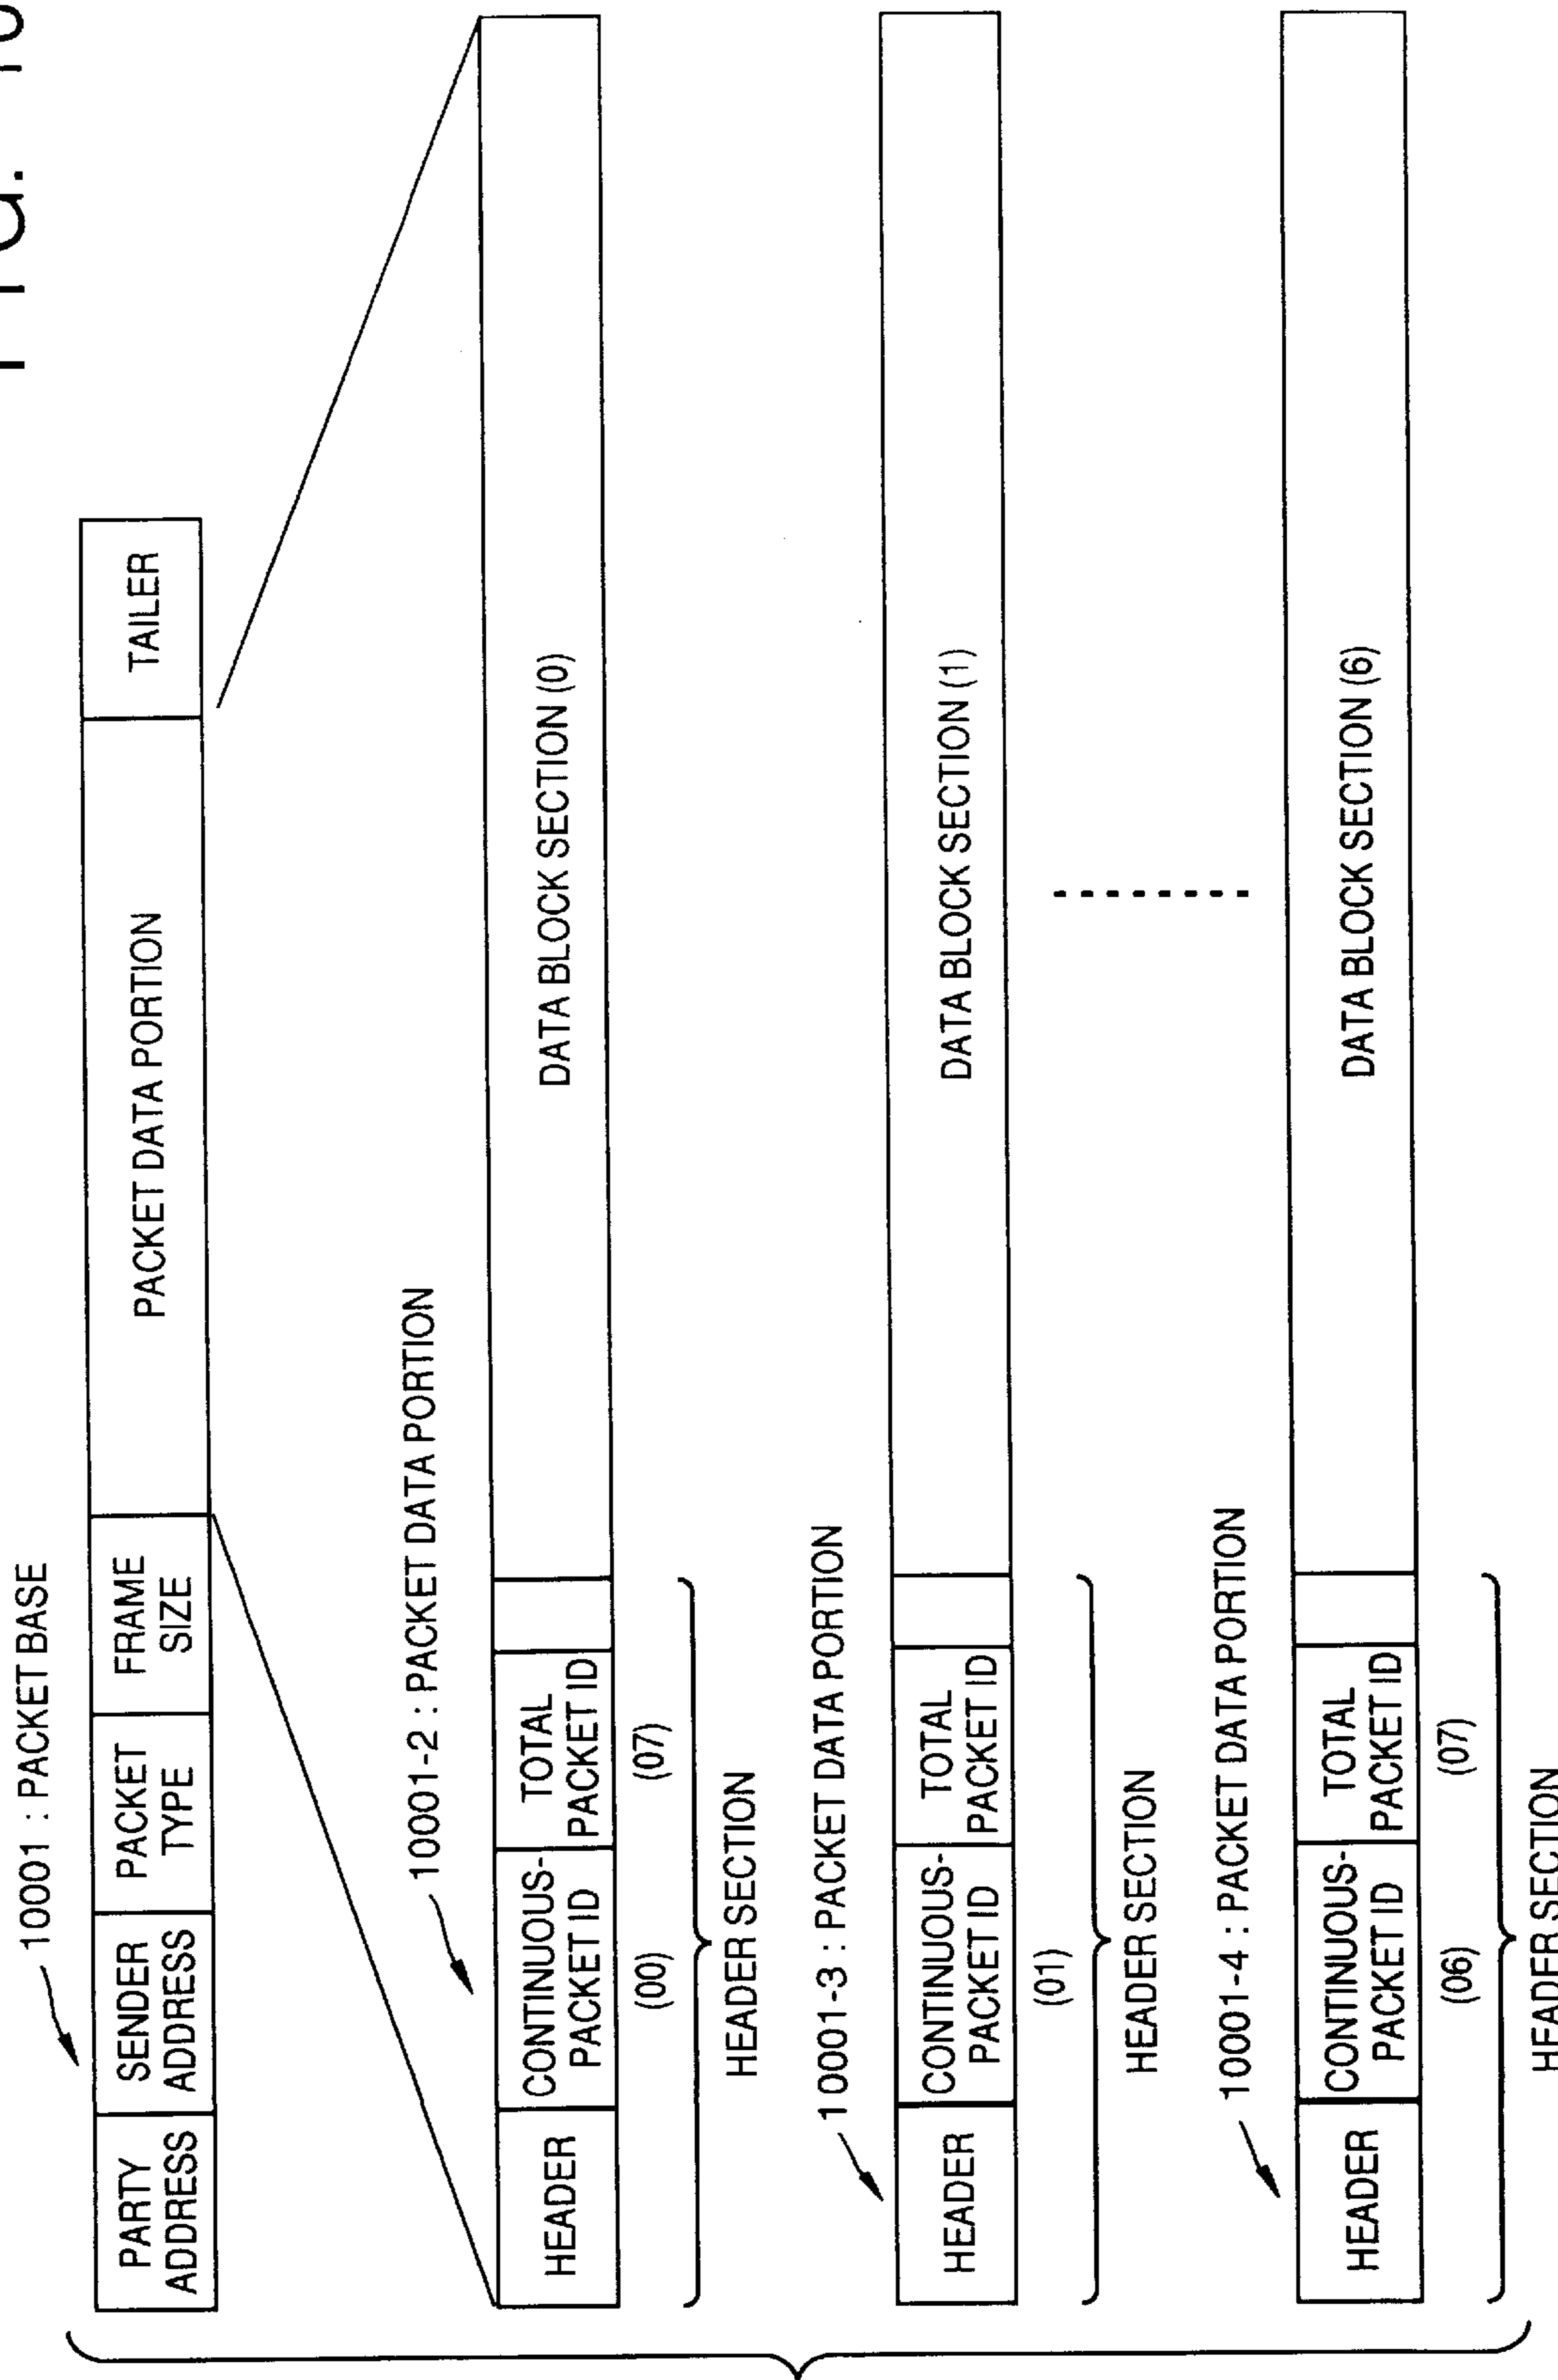 10001 : PACKET BASE
PARTY
ADDRESS
SENDER
ADDRESS
PACKET
TYPE
FRAME
SIZE
PACKET DATA PORTION
TAILER
10001-2 : PACKET DATA PORTION
HEADER
CONTINUOUS-
PACKET ID
TOTAL
PACKET ID
DATA BLOCK SECTION (0)
(00)
(07)
HEADER SECTION
10001-3 : PACKET DATA PORTION
HEADER
CONTINUOUS-
PACKET ID
TOTAL
PACKET ID
DATA BLOCK SECTION (1)
(01)
HEADER SECTION
10001-4 : PACKET DATA PORTION
HEADER
CONTINUOUS-
PACKET ID
TOTAL
PACKET ID
DATA BLOCK SECTION (6)
(06)
(07)
HEADER SECTION